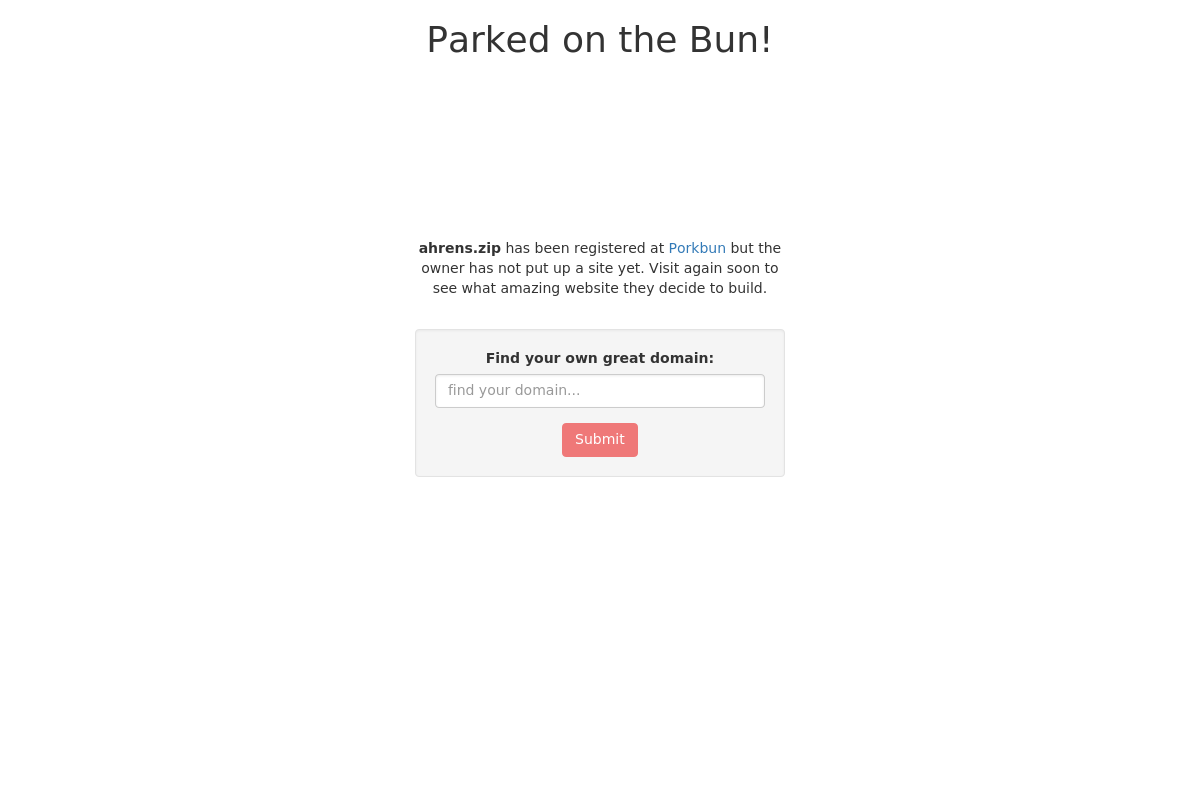 Parked on the Bun!
ahrens.zip has been registered at Porkbun but the
owner has not put up a site yet. Visit again soon to
see what amazing website they decide to build.
Find your own great domain:
find your domain...
Submit